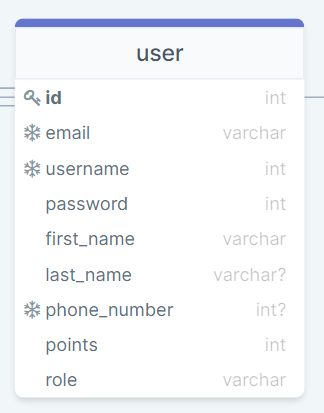 user
id int
email varchar
username int
password int
first_name varchar
last_name varchar?
phone_number int?
points int
role varchar